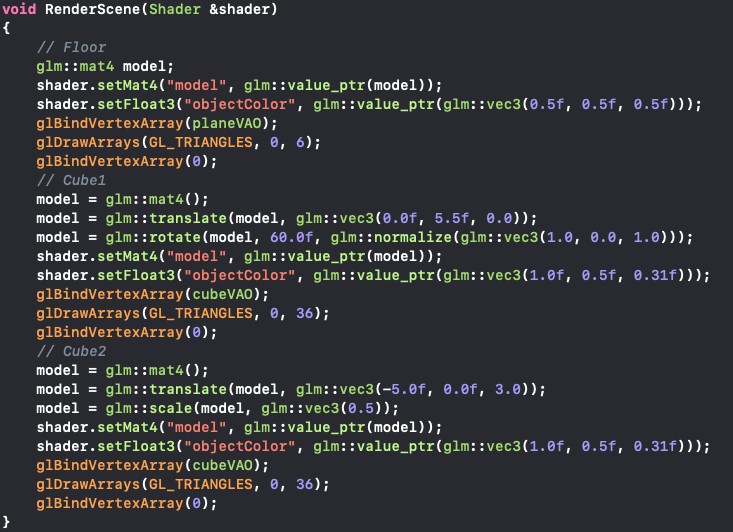 void RenderScene(Shader &shader)
{
    // Floor
    glm::mat4 model;
    shader.setMat4("model", glm::value_ptr(model));
    shader.setFloat3("objectColor", glm::value_ptr(glm::vec3(0.5f, 0.5f, 0.5f)));
    glBindVertexArray(planeVAO);
    glDrawArrays(GL_TRIANGLES, 0, 6);
    glBindVertexArray(0);
    // Cube1
    model = glm::mat4();
    model = glm::translate(model, glm::vec3(0.0f, 5.5f, 0.0));
    model = glm::rotate(model, 60.0f, glm::normalize(glm::vec3(1.0, 0.0, 1.0)));
    shader.setMat4("model", glm::value_ptr(model));
    shader.setFloat3("objectColor", glm::value_ptr(glm::vec3(1.0f, 0.5f, 0.31f)));
    glBindVertexArray(cubeVAO);
    glDrawArrays(GL_TRIANGLES, 0, 36);
    glBindVertexArray(0);
    // Cube2
    model = glm::mat4();
    model = glm::translate(model, glm::vec3(-5.0f, 0.0f, 3.0));
    model = glm::scale(model, glm::vec3(0.5));
    shader.setMat4("model", glm::value_ptr(model));
    shader.setFloat3("objectColor", glm::value_ptr(glm::vec3(1.0f, 0.5f, 0.31f)));
    glBindVertexArray(cubeVAO);
    glDrawArrays(GL_TRIANGLES, 0, 36);
    glBindVertexArray(0);
}